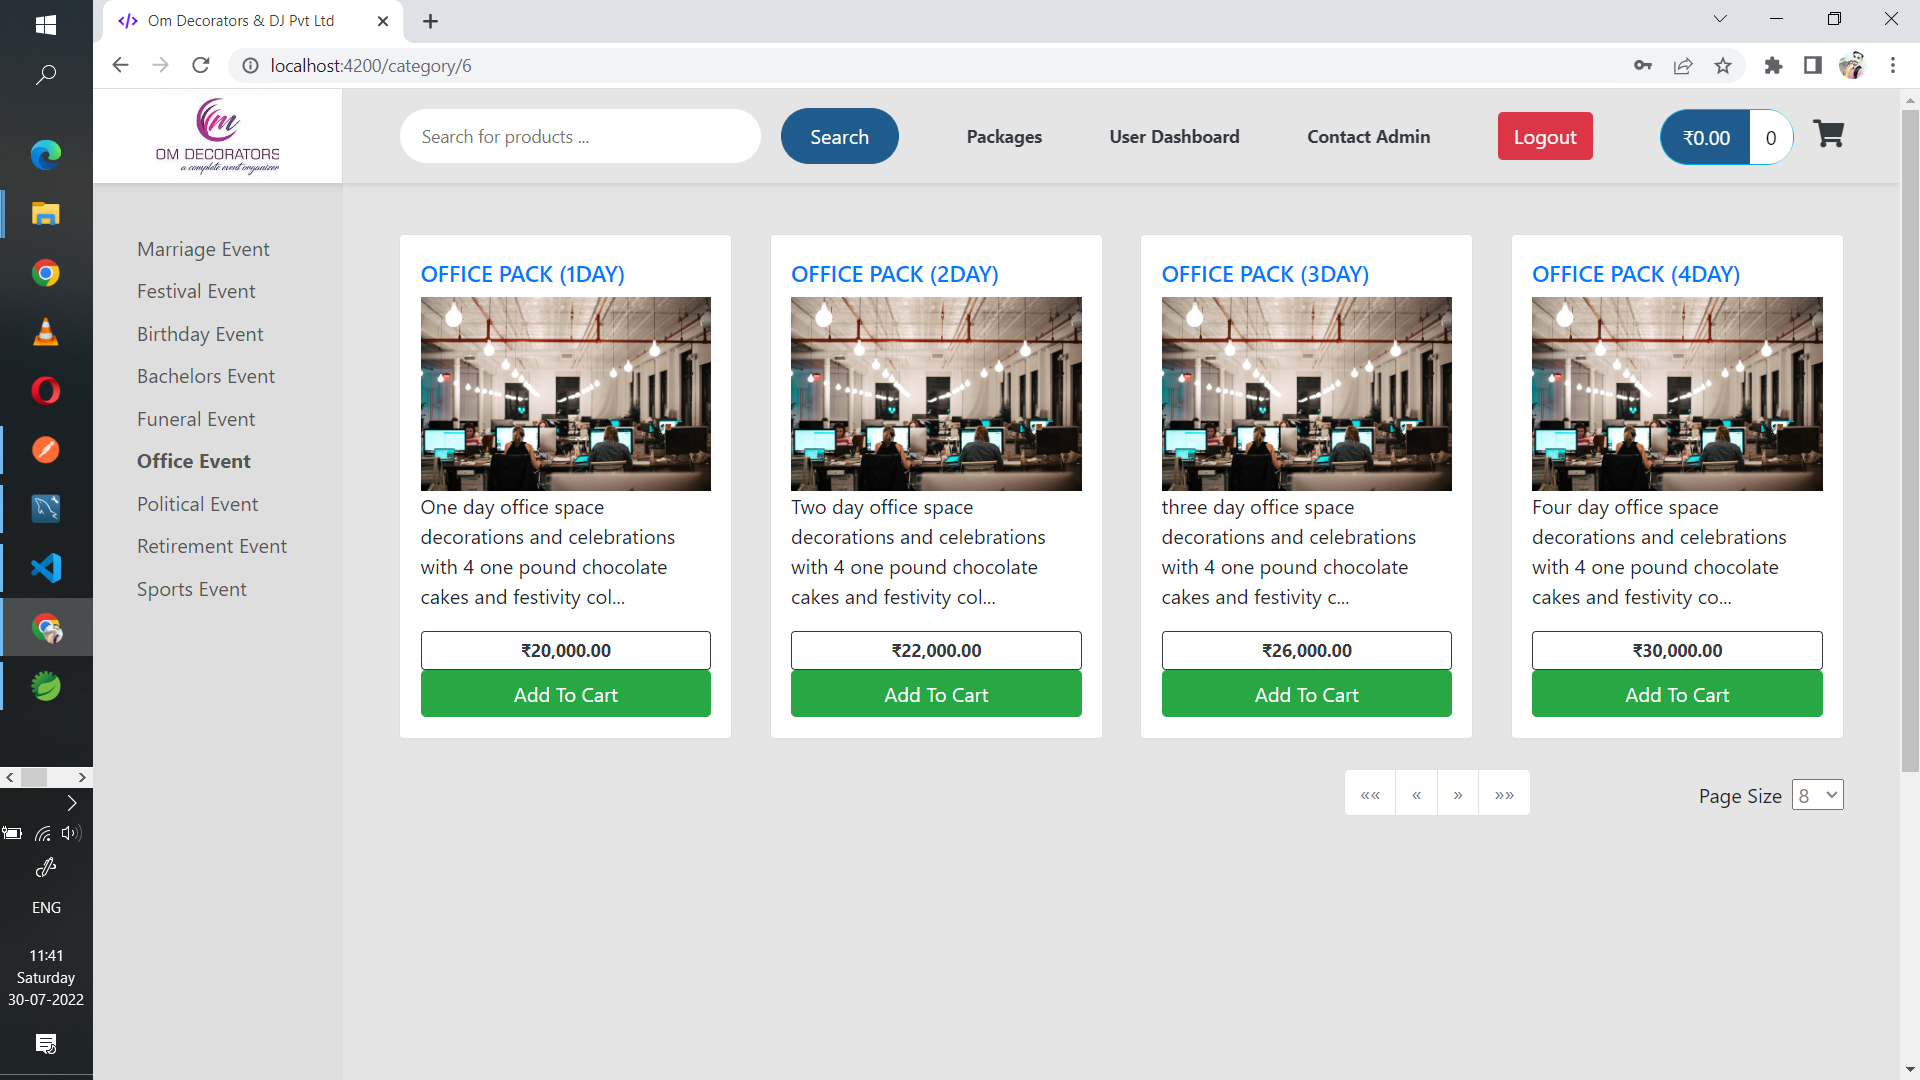 Om Decorators & DJ Pvt Ltd
localhost:4200/category/6
Om
OM DECORATORS
a complete event organizer
Search for products ...
Search
Packages
User Dashboard
Contact Admin
Logout
₹0.00
0
Marriage Event
Festival Event
Birthday Event
Bachelors Event
Funeral Event
Office Event
Political Event
Retirement Event
Sports Event
OFFICE PACK (1DAY)
One day office space
decorations and celebrations
with 4 one pound chocolate
cakes and festivity col...
₹20,000.00
Add To Cart
OFFICE PACK (2DAY)
Two day office space
decorations and celebrations
with 4 one pound chocolate
cakes and festivity col...
₹22,000.00
Add To Cart
OFFICE PACK (3DAY)
three day office space
decorations and celebrations
with 4 one pound chocolate
cakes and festivity c...
₹26,000.00
Add To Cart
OFFICE PACK (4DAY)
Four day office space
decorations and celebrations
with 4 one pound chocolate
cakes and festivity co...
₹30,000.00
Add To Cart
«« « » »»
Page Size 8
ENG
11:41
Saturday
30-07-2022